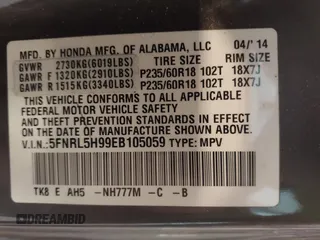 MFD. BY HONDA MFG. OF ALABAMA, LLC 04/'14
GVWR 2730KG(6019LBS) TIRE SIZE RIM SIZE
GAWR F 1320KG(2910LBS) P235/60R18 102T 18X7J
GAWR R 1515KG(3340LBS) P235/60R18 102T 18X7J
THIS VEHICLE CONFORMS TO ALL APPLICABLE
FEDERAL MOTOR VEHICLE SAFETY AND THEFT
PREVENTION STANDARDS IN EFFECT ON THE
DATE OF MANUFACTURE SHOWN ABOVE.
V.I.N.: 5FNRL5H99EB105059 TYPE: MPV
TK8 E AH5 -NH777M -C -B
DREAMBID